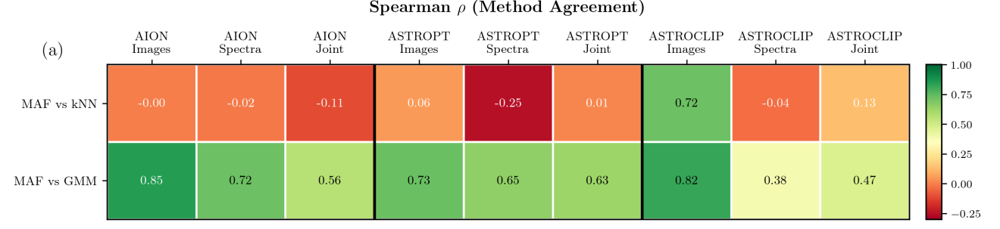 Spearman ρ (Method Agreement)
(a)
AION Images
AION Spectra
AION Joint
ASTROPT Images
ASTROPT Spectra
ASTROPT Joint
ASTROCLIP Images
ASTROCLIP Spectra
ASTROCLIP Joint
MAF vs kNN
-0.00
-0.02
-0.11
0.06
-0.25
0.01
0.72
-0.04
0.13
MAF vs GMM
0.85
0.72
0.56
0.73
0.65
0.63
0.82
0.38
0.47
1.00
0.75
0.50
0.25
0.00
−0.25